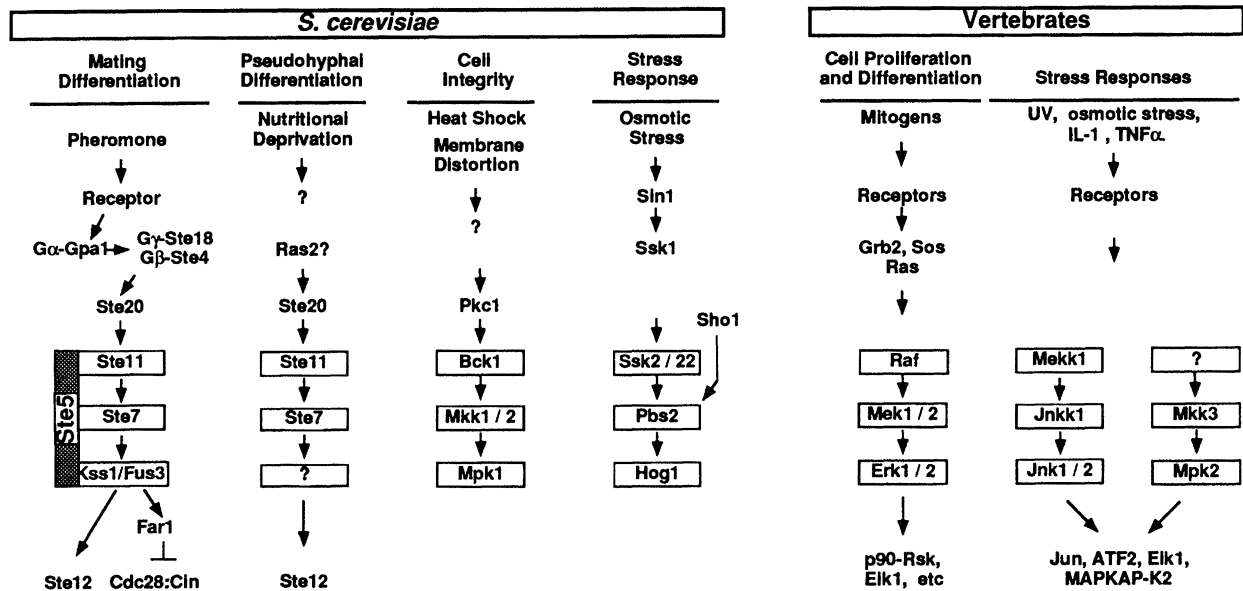 S. cerevisiae
Mating
Differentiation
Pheromone
Receptor
Gα-Gpa1
Gγ-Ste18
Gβ-Ste4
Ste20
Ste5
Ste11
Ste7
Kss1/Fus3
Far1
Ste12
Cdc28:Cln
Pseudohyphal
Differentiation
Nutritional
Deprivation
?
Ras2?
Ste20
Ste11
Ste7
?
Ste12
Cell
Integrity
Heat Shock
Membrane
Distortion
?
Pkc1
Bck1
Mkk1 / 2
Mpk1
Stress
Response
Osmotic
Stress
Sln1
Ssk1
Sho1
Ssk2 / 22
Pbs2
Hog1
Vertebrates
Cell Proliferation
and Differentiation
Mitogens
Receptors
Grb2, Sos
Ras
Raf
Mek1 / 2
Erk1 / 2
p90-Rsk,
Elk1, etc
Stress Responses
UV, osmotic stress,
IL-1 , TNFα.
Receptors
Mekk1
Jnkk1
Jnk1 / 2
?
Mkk3
Mpk2
Jun, ATF2, Elk1,
MAPKAP-K2